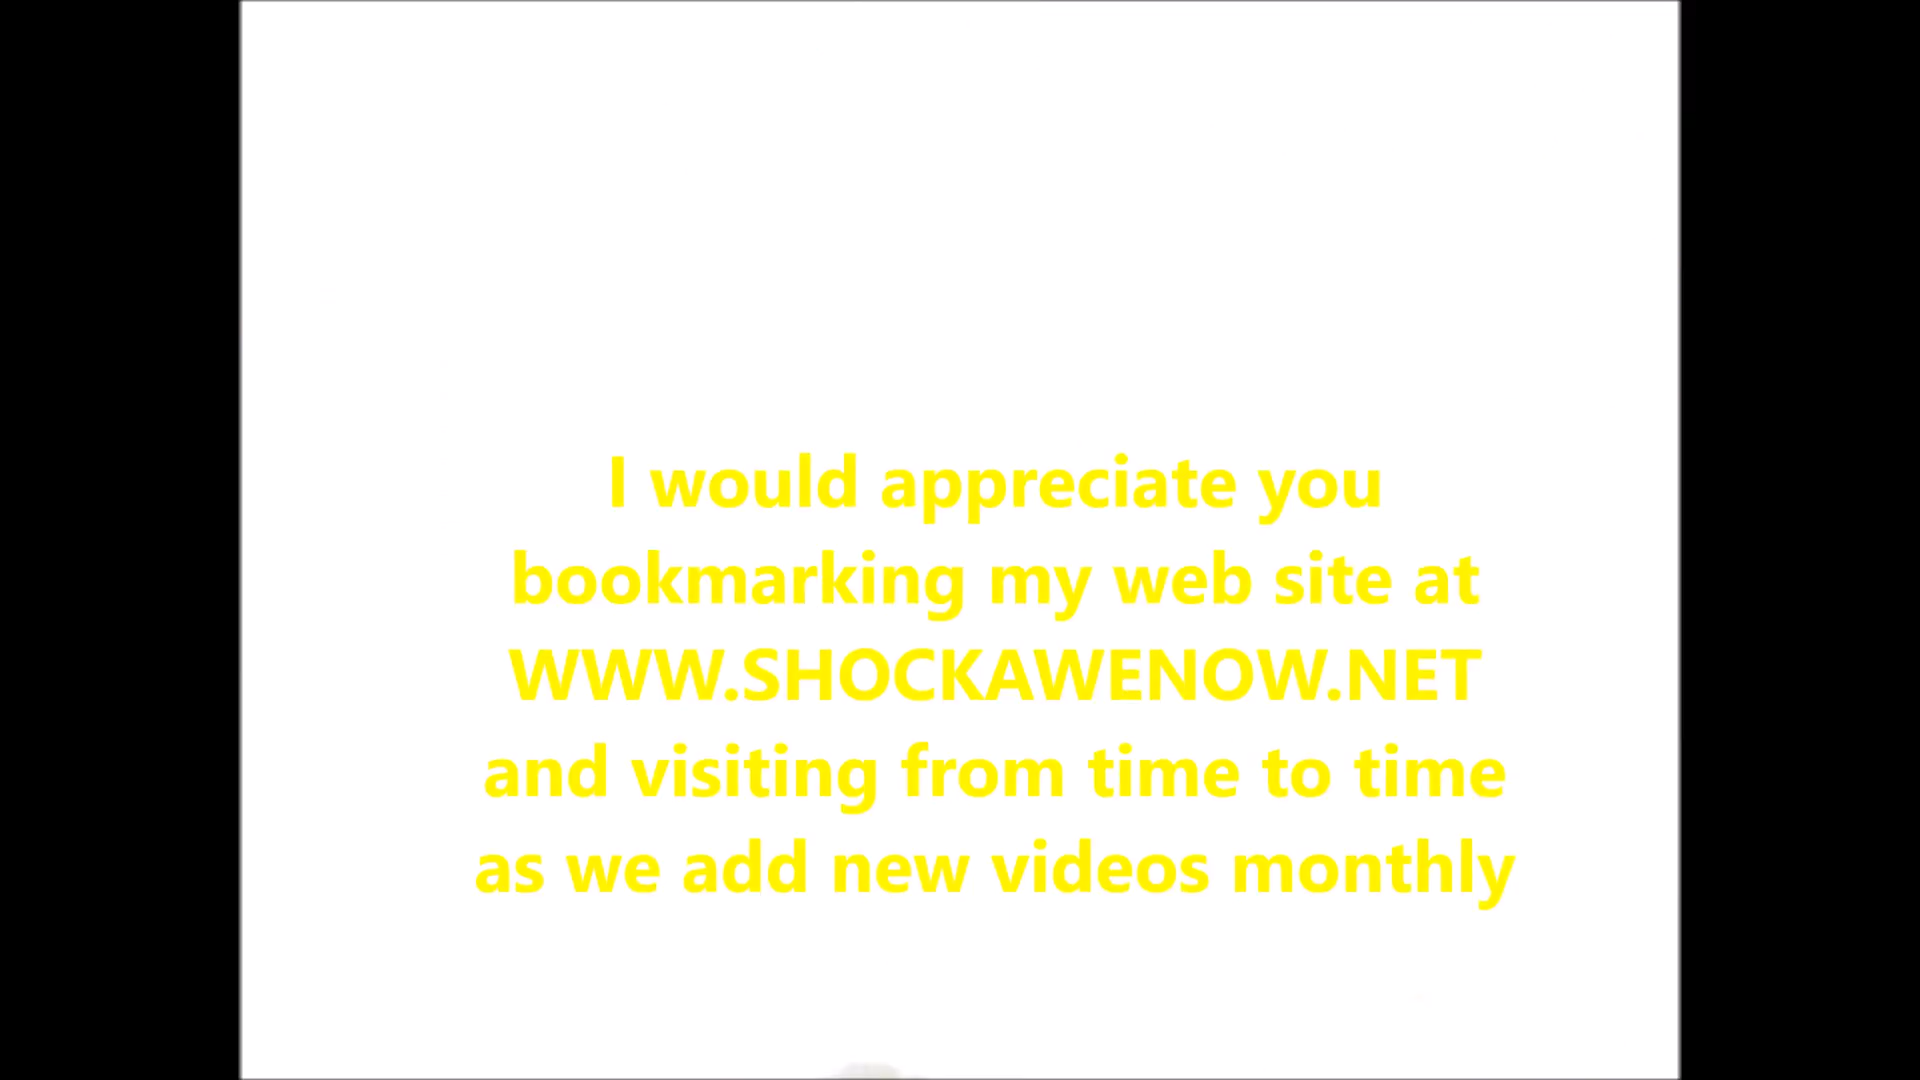 I would appreciate you
bookmarking my web site at
WWW.SHOCKAWENOW.NET
and visiting from time to time
as we add new videos monthly